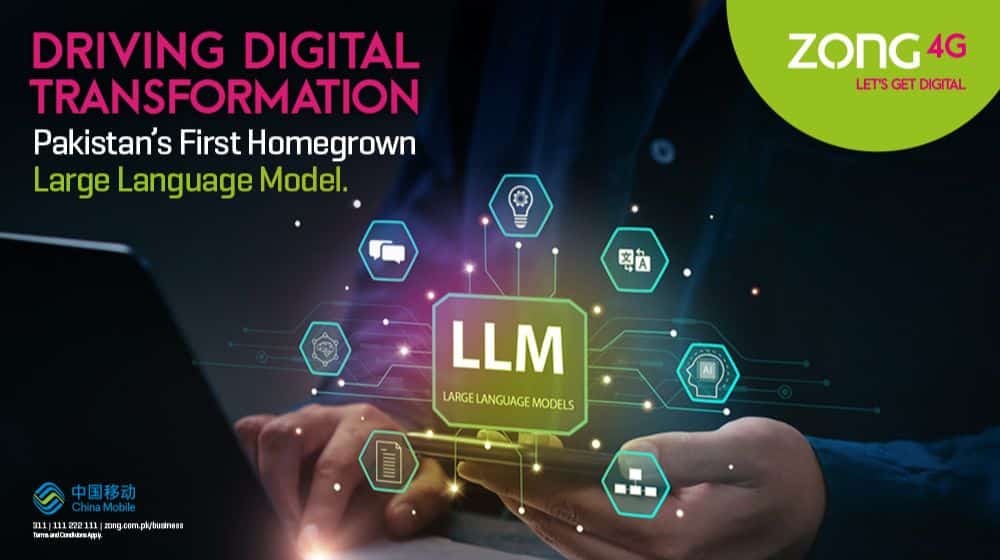 DRIVING DIGITAL
TRANSFORMATION
Pakistan's First Homegrown
Large Language Model.
ZONG 4G
LET'S GET DIGITAL
文 A
AI
LLM
LARGE LANGUAGE MODELS
中国移动
China Mobile
311 | 111 222 111 | zong.com.pk/business
Terms and Conditions Apply.